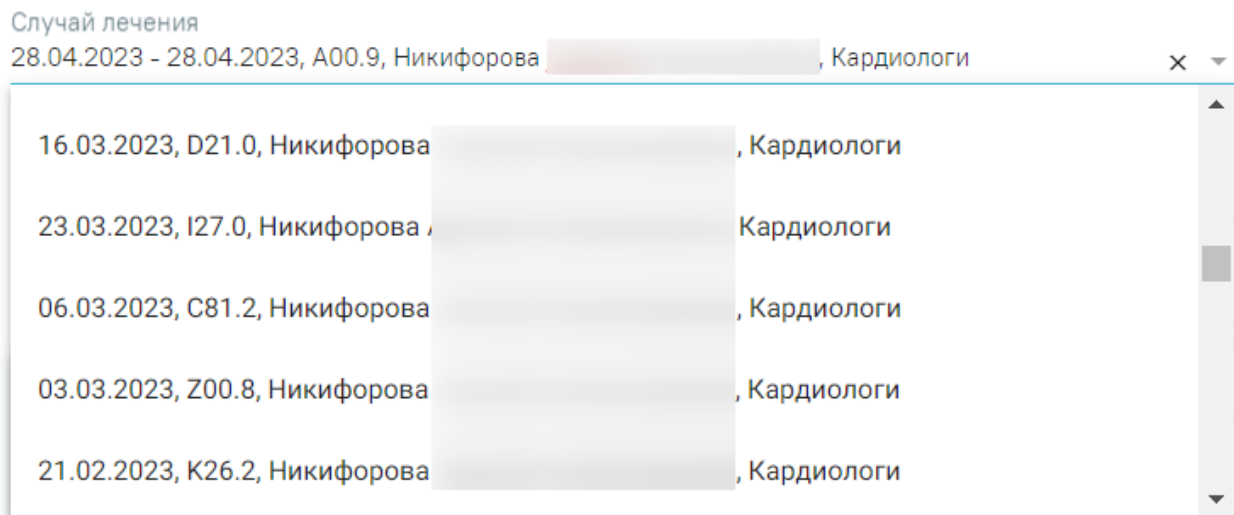 Случай лечения
28.04.2023 - 28.04.2023, A00.9, Никифорова , Кардиологи
16.03.2023, D21.0, Никифорова , Кардиологи
23.03.2023, I27.0, Никифорова Кардиологи
06.03.2023, C81.2, Никифорова , Кардиологи
03.03.2023, Z00.8, Никифорова , Кардиологи
21.02.2023, K26.2, Никифорова , Кардиологи